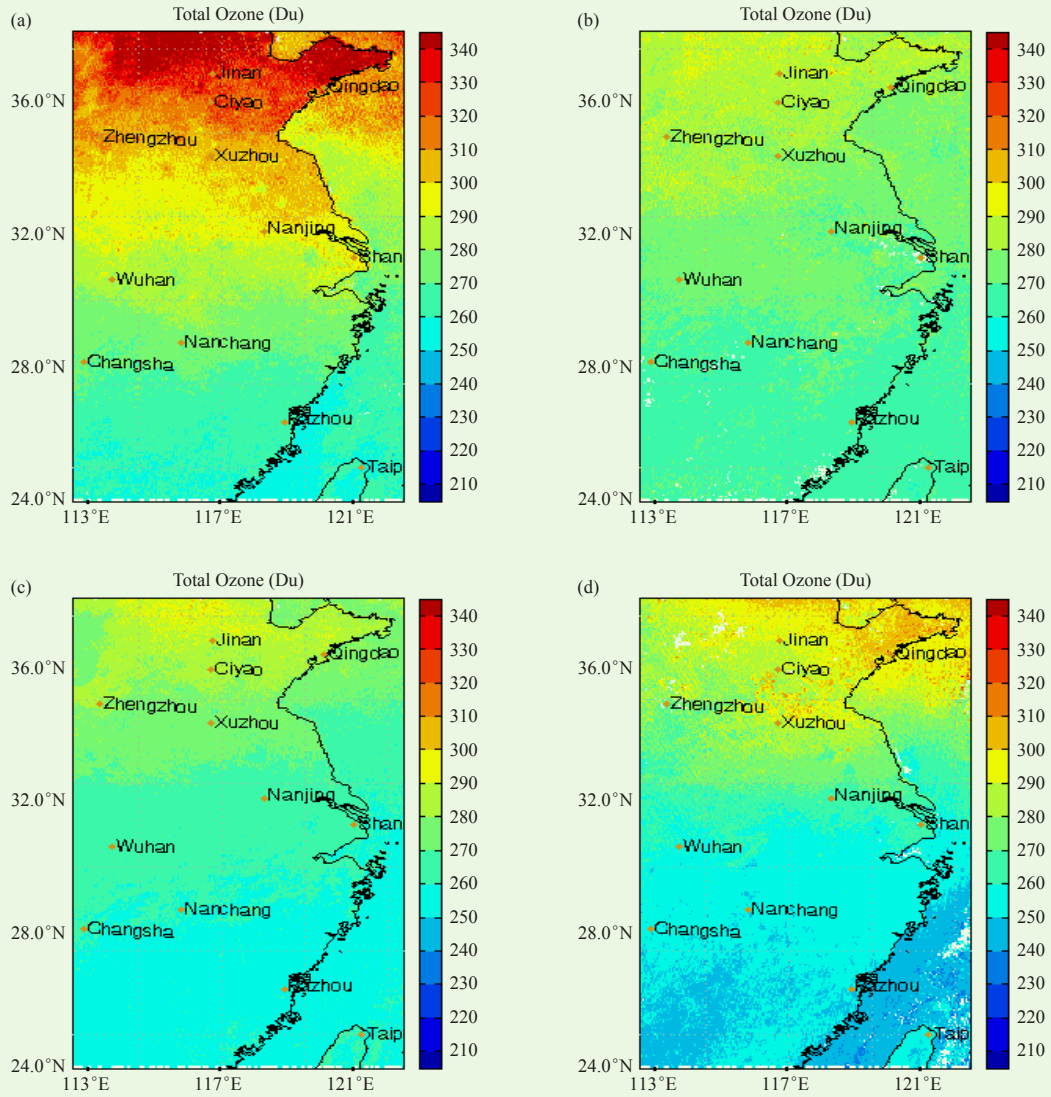 (a)
Total Ozone (Du)
Jinan
Qingdao
Ciyao
Zhengzhou
Xuzhou
Nanjing
Shan
Wuhan
Nanchang
Changsha
Taip
36.0°N
32.0°N
28.0°N
24.0°N
113°E
117°E
121°E
340
330
320
310
300
290
280
270
260
250
240
230
220
210
(b)
Total Ozone (Du)
Jinan
Qingdao
Ciyao
Zhengzhou
Xuzhou
Nanjing
Shan
Wuhan
Nanchang
Changsha
Taip
36.0°N
32.0°N
28.0°N
24.0°N
113°E
117°E
121°E
340
330
320
310
300
290
280
270
260
250
240
230
220
210
(c)
Total Ozone (Du)
Jinan
Qingdao
Ciyao
Zhengzhou
Xuzhou
Nanjing
Shan
Wuhan
Nanchang
Changsha
Taip
36.0°N
32.0°N
28.0°N
24.0°N
113°E
117°E
121°E
340
330
320
310
300
290
280
270
260
250
240
230
220
210
(d)
Total Ozone (Du)
Jinan
Qingdao
Ciyao
Zhengzhou
Xuzhou
Nanjing
Shan
Wuhan
Nanchang
Changsha
Taip
36.0°N
32.0°N
28.0°N
24.0°N
113°E
117°E
121°E
340
330
320
310
300
290
280
270
260
250
240
230
220
210